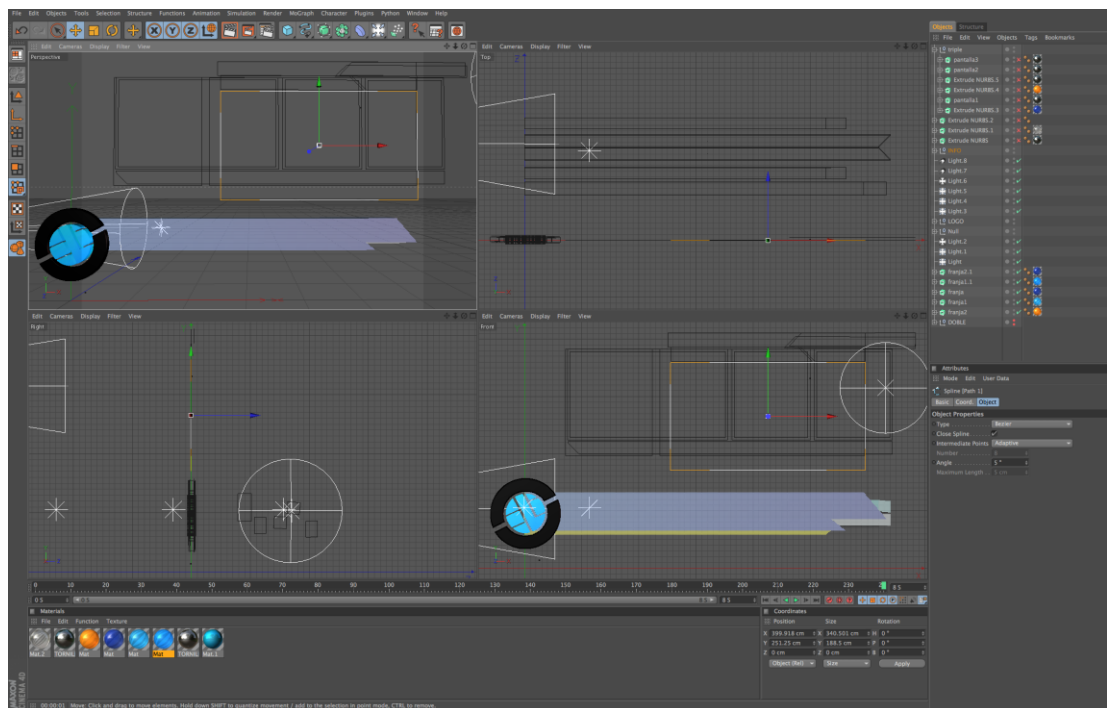 File Edit Objects Tools Selection Structure Functions Animation Simulation Render MoGraph Character Plugins Python Window Help
Edit Cameras Display Filter View
Perspective
Edit Cameras Display Filter View
Top
Edit Cameras Display Filter View
Right
Edit Cameras Display Filter View
Front
0 10 20 30 40 50 60 70 80 90 100 110 120 130 140 150 160 170 180 190 200 210 220 230
0 S
8 S
8 S
8 S
Materials
File Edit Function Texture
Mat.2 Mat Mat Mat Mat Mat.1
Coordinates
Position Size Rotation
X 399.918 cm X 340.501 cm H 0 °
Y 251.25 cm Y 188.5 cm P 0 °
Z 0 cm Z 0 cm B 0 °
Object (Rel) Size Apply
MAXON CINEMA 4D
00:00:01 Move: Click and drag to move elements. Hold down SHIFT to quantize movement / add to the selection in point mode, CTRL to remove.
Objects Structure
File Edit View Objects Tags Bookmarks
triple
pantalla3
pantalla2
Extrude NURBS.5
Extrude NURBS.4
pantalla1
Extrude NURBS.3
Extrude NURBS.2
Extrude NURBS.1
Extrude NURBS
Light.8
Light.7
Light.6
Light.5
Light.4
Light.3
LOGO
Null
Light.2
Light.1
Light
franja2.1
franja1.1
franja
franja1
franja2
DOBLE
Attributes
Mode Edit User Data
Spline [Path 1]
Basic Coord. Object
Object Properties
Type Bezier
Close Spline
Intermediate Points Adaptive
Number 8
Angle 5 °
Maximum Length 5 cm